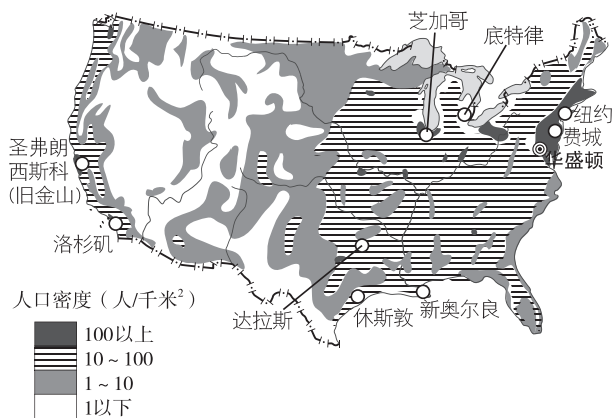 芝加哥
底特律
纽约
费城
华盛顿
圣弗朗
西斯科
(旧金山)
洛杉矶
达拉斯
休斯敦
新奥尔良
人口密度（人/千米²）
100以上
10～100
1～10
1以下